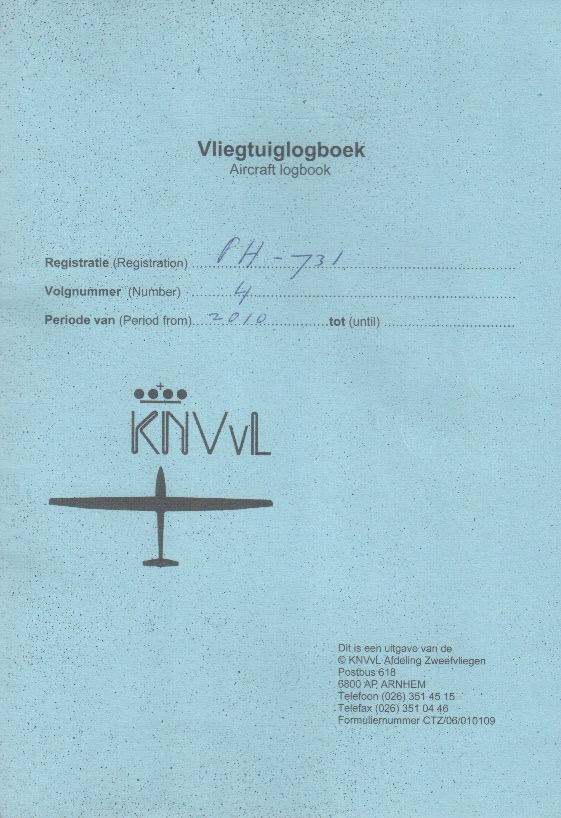 Vliegtuiglogboek
Aircraft logbook
Registratie (Registration) PH-731
Volgnummer (Number) 4
Periode van (Period from) 2010 tot (until)
KNVvL
Dit is een uitgave van de
© KNVvL Afdeling Zweefvliegen
Postbus 618
6800 AP, ARNHEM
Telefoon (026) 351 45 15
Telefax (026) 351 04 46
Formuliernummer CTZ/06/010109